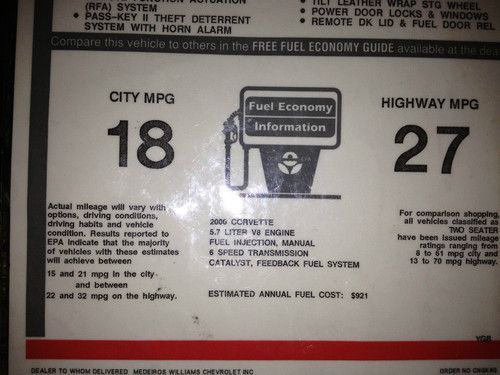 (RFA) SYSTEM
• PASS-KEY II THEFT DETERRENT
SYSTEM WITH HORN ALARM
• TILT LEATHER WRAP STG WHEEL
• POWER DOOR LOCKS & WINDOWS
• REMOTE DK LID & FUEL DOOR REL
Compare this vehicle to others in the FREE FUEL ECONOMY GUIDE available at the dea
CITY MPG
18
Fuel Economy
Information
HIGHWAY MPG
27
Actual mileage will vary with
options, driving conditions,
driving habits and vehicle
condition. Results reported to
EPA indicate that the majority
of vehicles with these estimates
will achieve between
15 and 21 mpg in the city
and between
22 and 32 mpg on the highway.
2000 CORVETTE
5.7 LITER V8 ENGINE
FUEL INJECTION, MANUAL
6 SPEED TRANSMISSION
CATALYST, FEEDBACK FUEL SYSTEM
ESTIMATED ANNUAL FUEL COST: $921
For comparison shopping,
all vehicles classified as
TWO SEATER
have been issued mileage
ratings ranging from
8 to 61 mpg city and
13 to 70 mpg highway.
YGB
DEALER TO WHOM DELIVERED MEDEIROS WILLIAMS CHEVROLET INC
ORDER NO